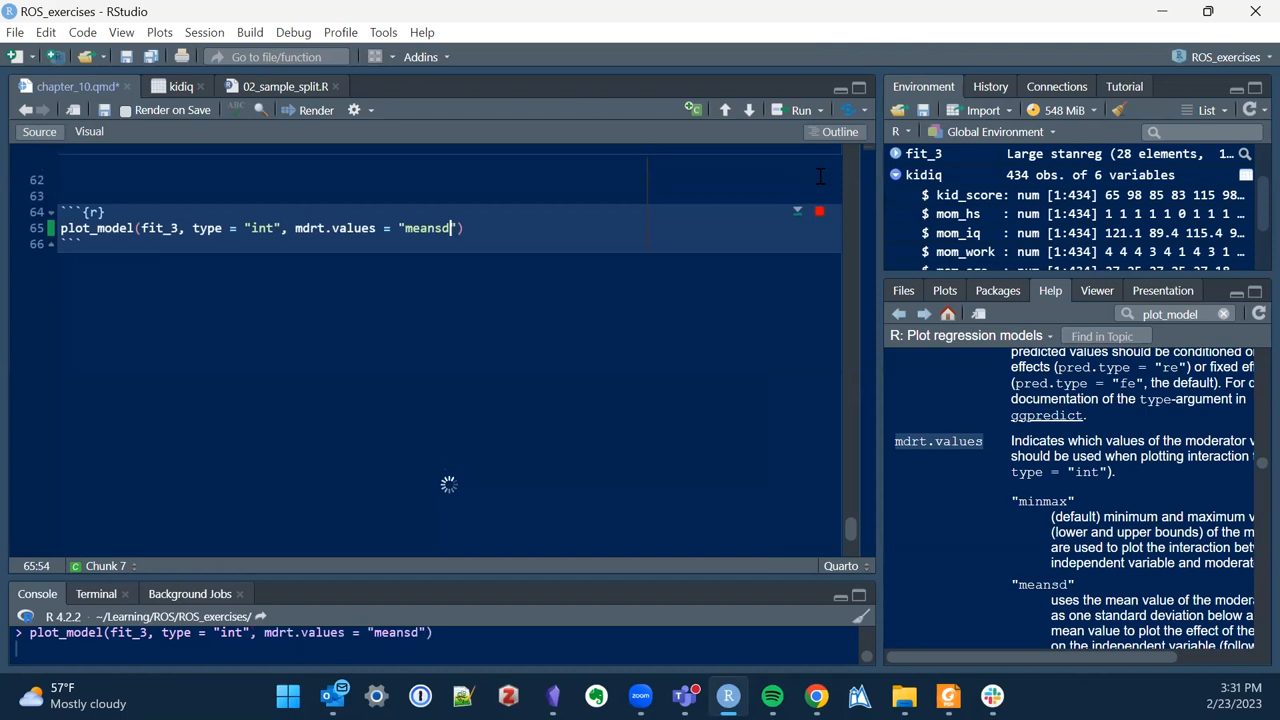 ROS_exercises - RStudio
File Edit Code View Plots Session Build Debug Profile Tools Help
Go to file/function Addins ROS_exercises
chapter_10.qmd* kidiq 02_sample_split.R
Render on Save ABC Render Run
Source Visual Outline
62
63
64 ```{r}
65 plot_model(fit_3, type = "int", mdrt.values = "meansd")
66 ```
65:54 Chunk 7 Quarto
Console Terminal Background Jobs
R 4.2.2 · ~/Learning/ROS/ROS_exercises/
> plot_model(fit_3, type = "int", mdrt.values = "meansd")
Environment History Connections Tutorial
Import 548 MiB List
R Global Environment
fit_3 Large stanreg (28 elements, 1…
kidiq 434 obs. of 6 variables
$ kid_score: num [1:434] 65 98 85 83 115 98…
$ mom_hs : num [1:434] 1 1 1 1 1 0 1 1 1 …
$ mom_iq : num [1:434] 121.1 89.4 115.4 9…
$ mom_work : num [1:434] 4 4 4 3 4 1 4 3 1 …
Files Plots Packages Help Viewer Presentation
plot_model
R: Plot regression models Find in Topic
predicted values should be conditioned o
effects (pred.type = "re") or fixed ef
(pred.type = "fe", the default). For d
documentation of the type-argument in
ggpredict.
mdrt.values Indicates which values of the moderator v
should be used when plotting interaction
type = "int").
"minmax"
(default) minimum and maximum v
(lower and upper bounds) of the m
are used to plot the interaction bet
independent variable and moderat
"meansd"
uses the mean value of the modera
as one standard deviation below a
mean value to plot the effect of the
on the independent variable (follow
57°F
Mostly cloudy
zoom
3:31 PM
2/23/2023